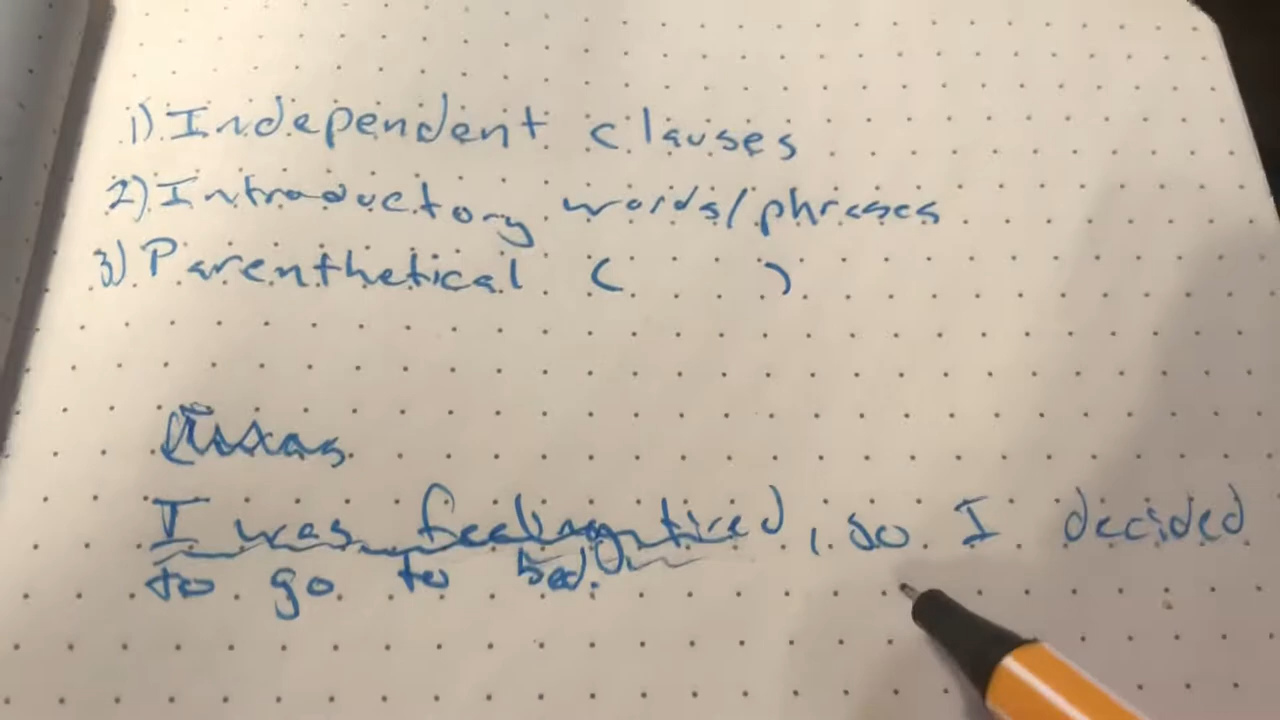 1) Independent clauses
2) Introductory words/phrases
3) Parenthetical ( )
I was feeling tired, so I decided
to go to bed.